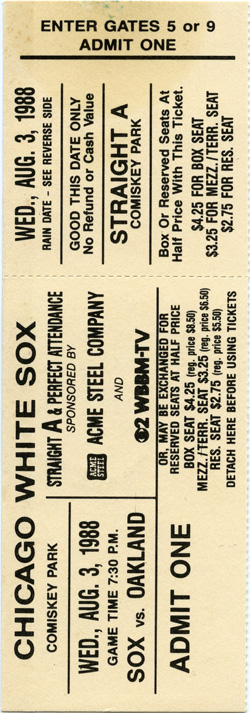 ENTER GATES 5 or 9
ADMIT ONE
WED., AUG. 3, 1988
RAIN DATE - SEE REVERSE SIDE
GOOD THIS DATE ONLY
No Refund or Cash Value
STRAIGHT A
COMISKEY PARK
Box Or Reserved Seats At
Half Price With This Ticket.
$4.25 FOR BOX SEAT
$3.25 FOR MEZZ./TERR. SEAT
$2.75 FOR RES. SEAT
CHICAGO WHITE SOX
COMISKEY PARK
WED., AUG. 3, 1988
GAME TIME 7:30 P.M.
SOX vs. OAKLAND
ADMIT ONE
STRAIGHT A & PERFECT ATTENDANCE
SPONSORED BY
ACME STEEL
ACME STEEL COMPANY
AND
2 WBBM-TV
OR, MAY BE EXCHANGED FOR
RESERVED SEATS AT HALF PRICE
BOX SEAT $4.25 (reg. price $8.50)
MEZZ./TERR. SEAT $3.25 (reg. price $6.50)
RES. SEAT $2.75 (reg. price $5.50)
DETACH HERE BEFORE USING TICKETS